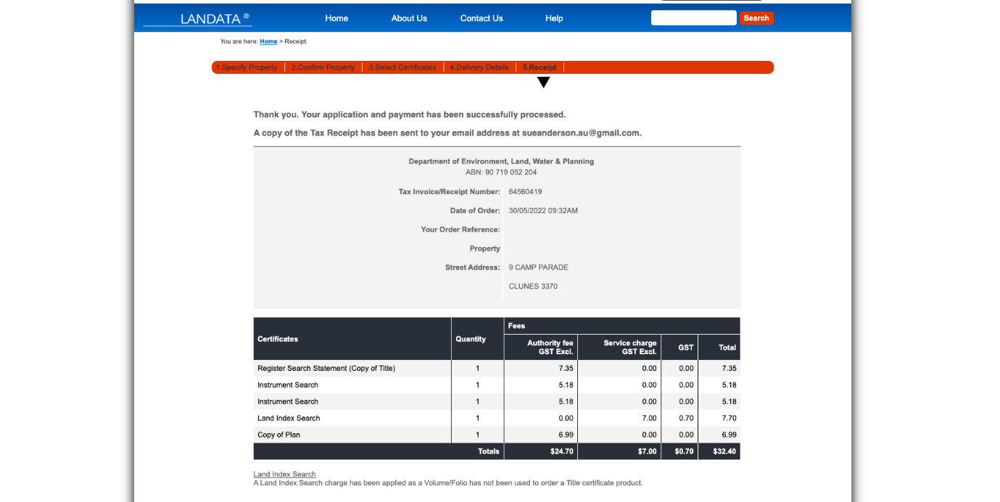 LANDATA ®
Home About Us Contact Us Help Search
You are here: Home > Receipt
1.Specify Property 2.Confirm Property 3.Select Certificates 4.Delivery Details 5.Receipt
Thank you. Your application and payment has been successfully processed.
A copy of the Tax Receipt has been sent to your email address at sueanderson.au@gmail.com.
Department of Environment, Land, Water & Planning
ABN: 90 719 052 204
Tax Invoice/Receipt Number: 64560419
Date of Order: 30/05/2022 09:32AM
Your Order Reference:
Property
Street Address: 9 CAMP PARADE
CLUNES 3370
Certificates Quantity Fees
Authority fee GST Excl. Service charge GST Excl. GST Total
Register Search Statement (Copy of Title) 1 7.35 0.00 0.00 7.35
Instrument Search 1 5.18 0.00 0.00 5.18
Instrument Search 1 5.18 0.00 0.00 5.18
Land Index Search 1 0.00 7.00 0.70 7.70
Copy of Plan 1 6.99 0.00 0.00 6.99
Totals $24.70 $7.00 $0.70 $32.40
Land Index Search
A Land Index Search charge has been applied as a Volume/Folio has not been used to order a Title certificate product.